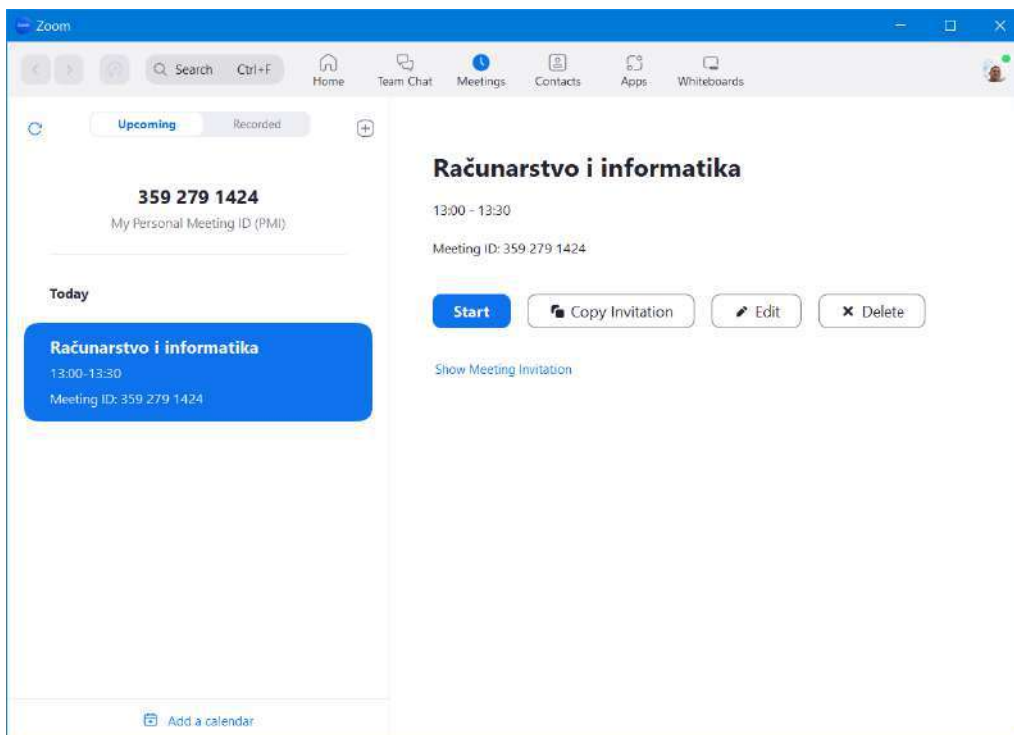 Zoom
Search Ctrl+F
Home
Team Chat
Meetings
Contacts
Apps
Whiteboards
Upcoming
Recorded
359 279 1424
My Personal Meeting ID (PMI)
Today
Računarstvo i informatika
13:00-13:30
Meeting ID: 359 279 1424
Add a calendar
Računarstvo i informatika
13:00 - 13:30
Meeting ID: 359 279 1424
Start
Copy Invitation
Edit
Delete
Show Meeting Invitation